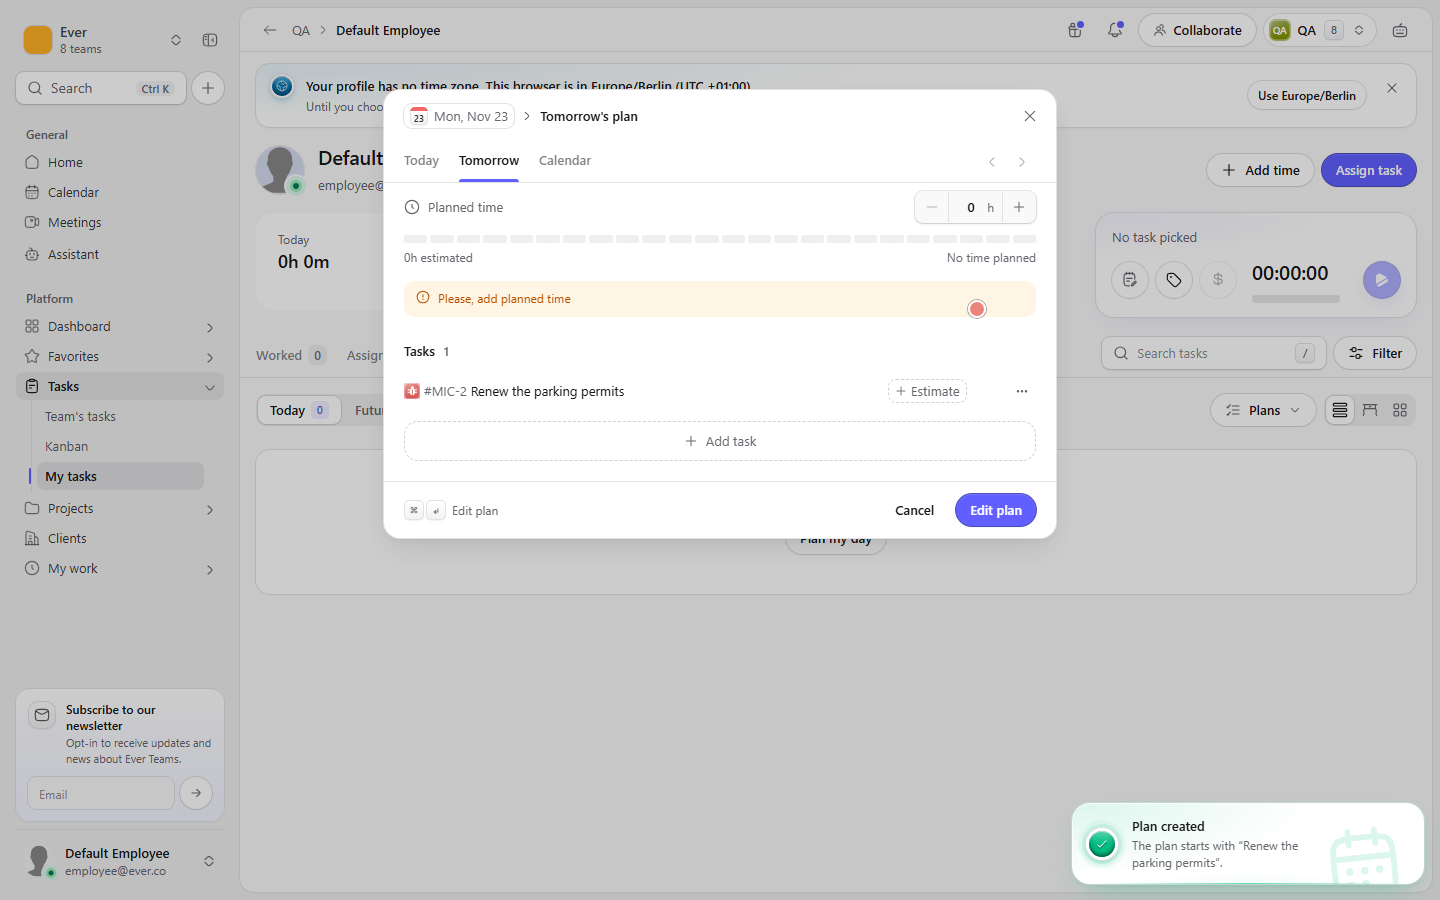 Ever
8 teams
Search
Ctrl K
General
Home
Calendar
Meetings
Assistant
Platform
Dashboard
Favorites
Tasks
Team's tasks
Kanban
My tasks
Projects
Clients
My work
Subscribe to our
newsletter
Opt-in to receive updates and
news about Ever Teams.
Email
Default Employee
employee@ever.co
QA
Default Employee
Collaborate
QA
QA
8
Your profile has no time zone. This browser is in Europe/Berlin (UTC +01:00)
Until you choo
Use Europe/Berlin
Default
employee@
Add time
Assign task
Today
0h 0m
No task picked
$
00:00:00
Worked
0
Assign
Search tasks
/
Filter
Today
0
Futur
Plans
Plan my day
23
Mon, Nov 23
Tomorrow's plan
Today
Tomorrow
Calendar
Planned time
0
h
0h estimated
No time planned
Please, add planned time
Tasks
1
#MIC-2 Renew the parking permits
Estimate
Add task
⌘
Edit plan
Cancel
Edit plan
Plan created
The plan starts with “Renew the
parking permits”.